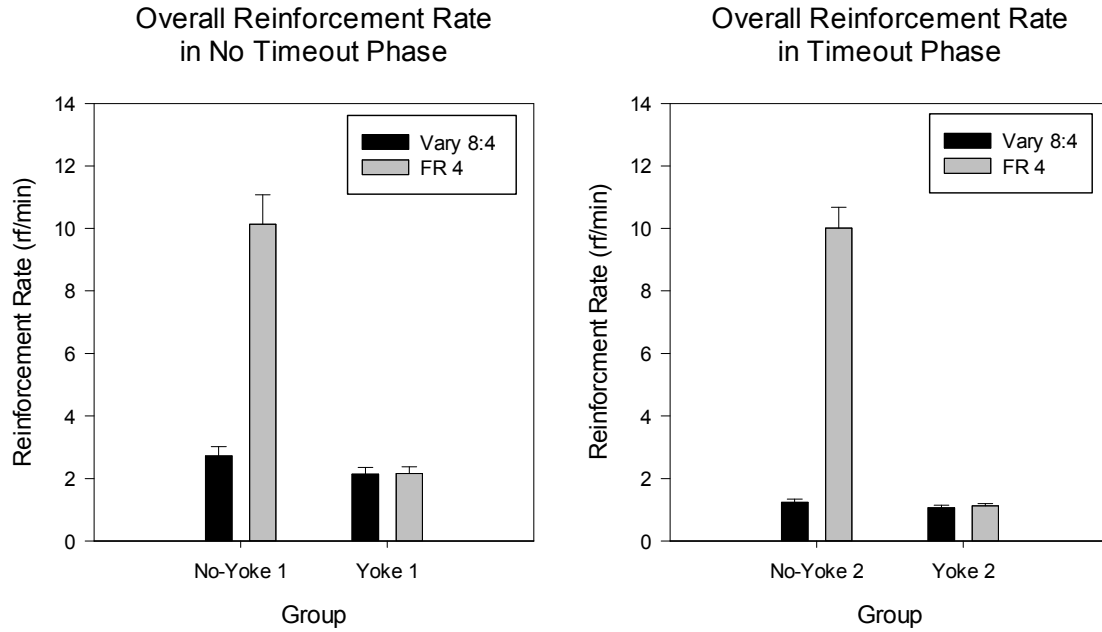 Overall Reinforcement Rate
in No Timeout Phase
Reinforcement Rate (rf/min)
14
12
10
8
6
4
2
0
Vary 8:4
FR 4
No-Yoke 1 Yoke 1
Group
Overall Reinforcement Rate
in Timeout Phase
Reinforcment Rate (rf/min)
14
12
10
8
6
4
2
0
Vary 8:4
FR 4
No-Yoke 2 Yoke 2
Group